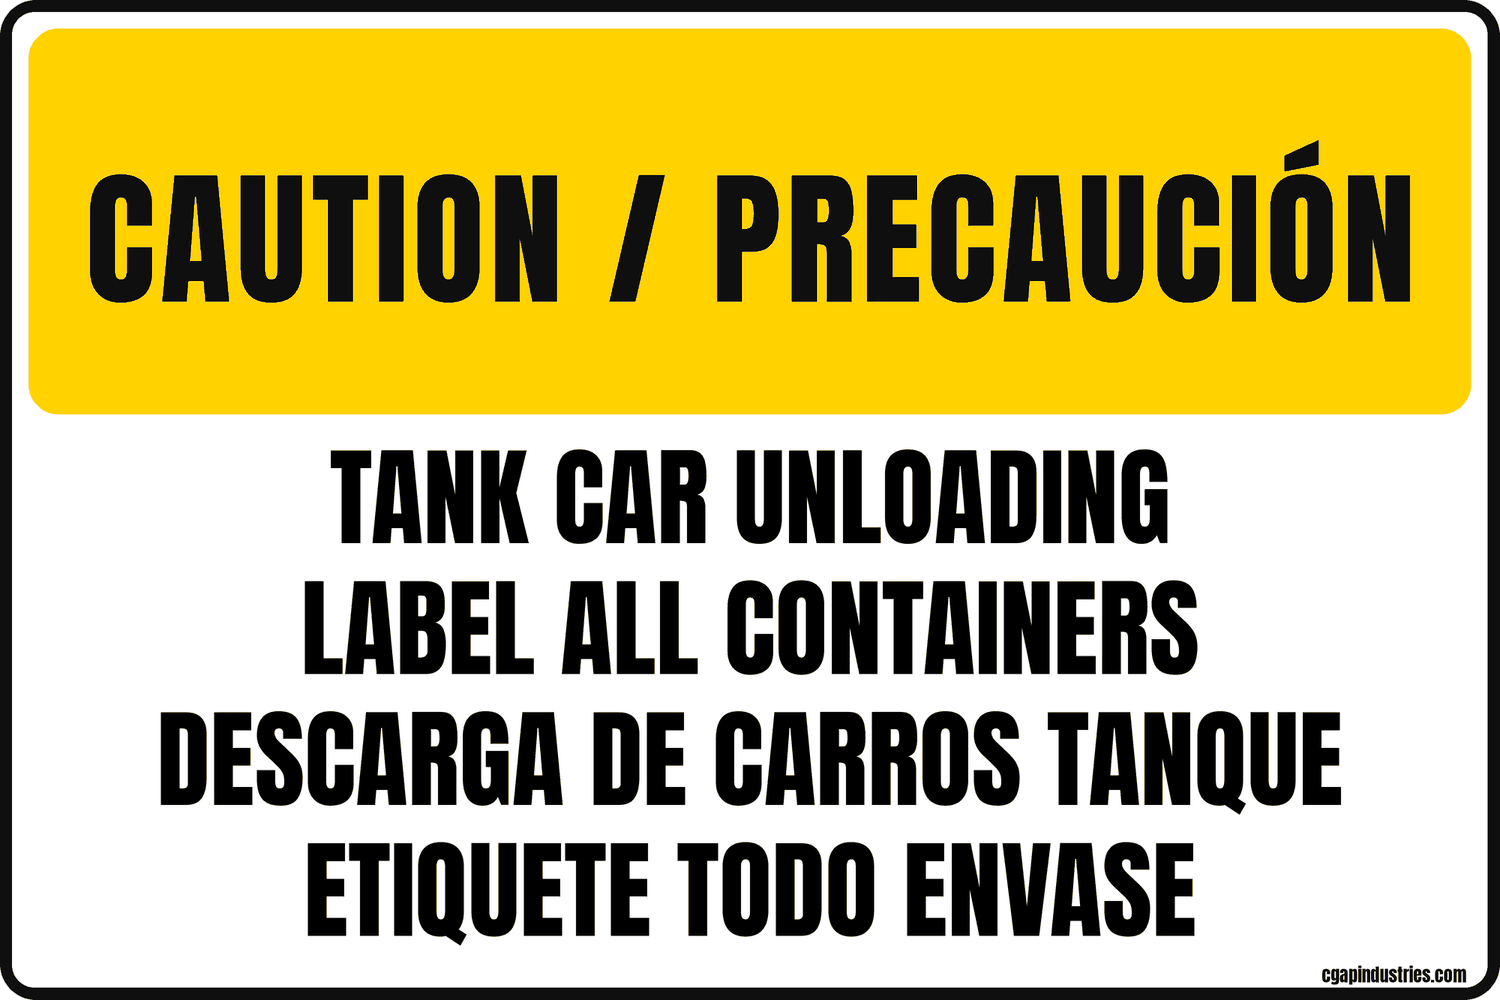 CAUTION / PRECAUCIÓN
TANK CAR UNLOADING
LABEL ALL CONTAINERS
DESCARGA DE CARROS TANQUE
ETIQUETE TODO ENVASE
cgapindustries.com